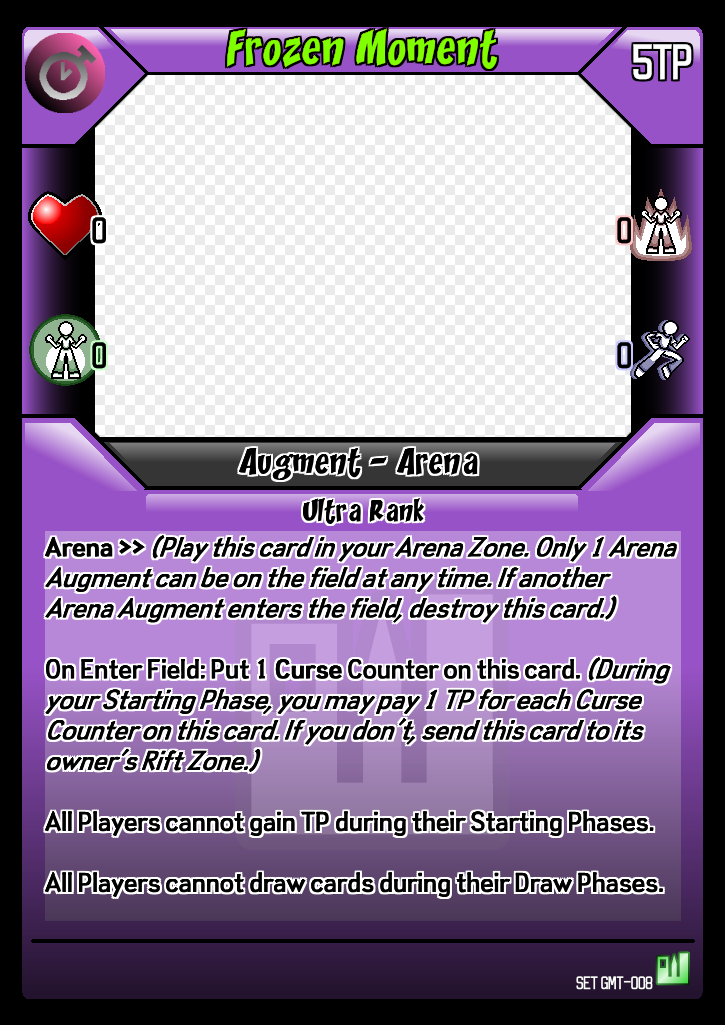 Frozen Moment
5TP
0
0
0
0
Augment - Arena
Ultra Rank
Arena >> (Play this card in your Arena Zone. Only 1 Arena
Augment can be on the field at any time. If another
Arena Augment enters the field, destroy this card.)
On Enter Field: Put 1 Curse Counter on this card. (During
your Starting Phase, you may pay 1 TP for each Curse
Counter on this card. If you don't, send this card to its
owner's Rift Zone.)
All Players cannot gain TP during their Starting Phases.
All Players cannot draw cards during their Draw Phases.
SET GMT-008